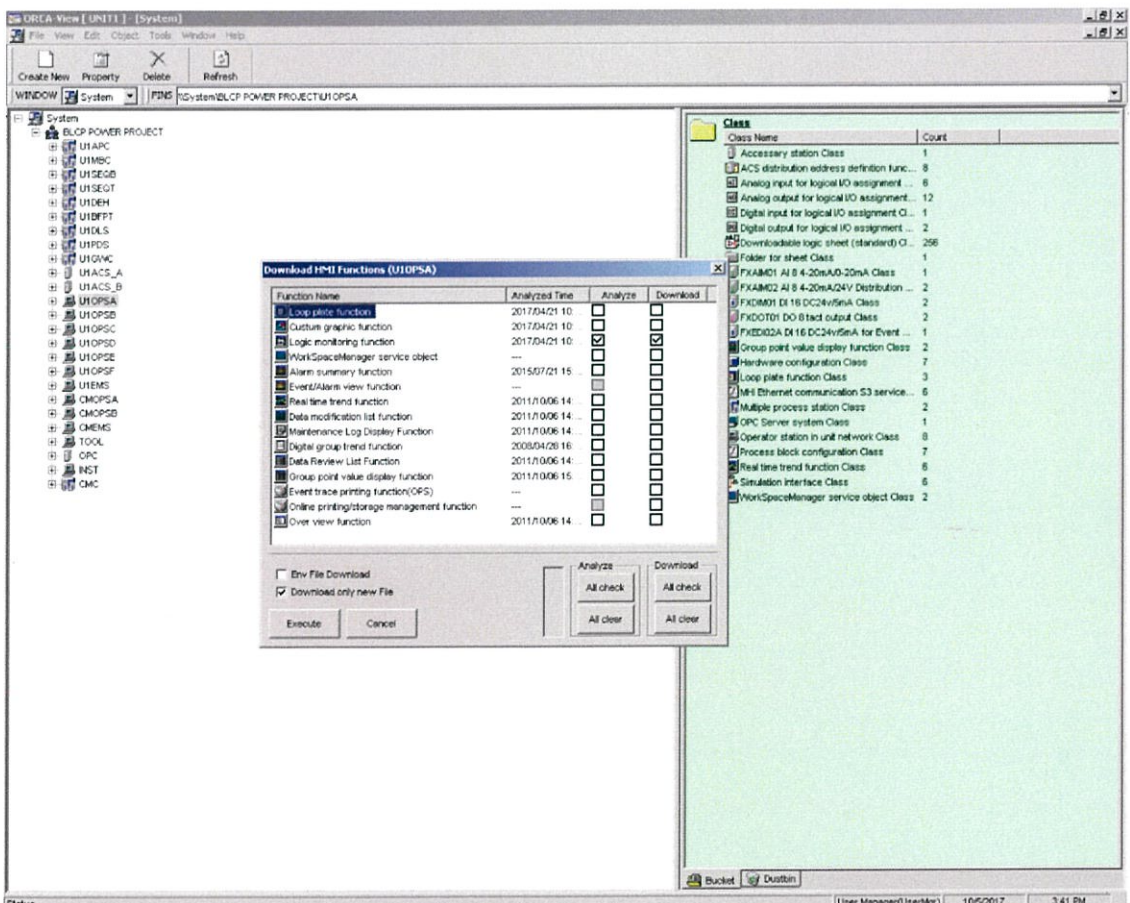 ORCA-View [ UNIT1 ] - [System]
File View Edit Object Tools Window Help
Create New Property Delete Refresh
WINDOW System FINS \\System\BLCP POWER PROJECT\U1OPSA
System
BLCP POWER PROJECT
U1APC
U1MBC
U1SEQB
U1SEQT
U1DEH
U1BFPT
U1DLS
U1PDS
U1GWC
U1ACS_A
U1ACS_B
U1OPSA
U1OPSB
U1OPSC
U1OPSD
U1OPSE
U1OPSF
U1EMS
CMOPSA
CMOPSB
CMEMS
TOOL
OPC
INST
CMC
Download HMI Functions (U1OPSA)
Function Name Analyzed Time Analyze Download
Loop plate function 2017/04/21 10:...
Custum graphic function 2017/04/21 10:...
Logic monitoring function 2017/04/21 10:...
WorkSpaceManager service object ---
Alarm summary function 2015/07/21 15...
Event/Alarm view function ---
Real time trend function 2011/10/06 14:...
Data modification list function 2011/10/06 14:...
Maintenance Log Display Function 2011/10/06 14:...
Digital group trend function 2008/04/28 16:...
Data Review List Function 2011/10/06 14:...
Group point value display function 2011/10/06 15...
Event trace printing function(OPS) ---
Online printing/storage management function ---
Over view function 2011/10/06 14...
Env File Download
Download only new File
Execute Cancel
Analyze Download
All check All check
All clear All clear
Class
Class Name Count
Accessary station Class 1
ACS distribution address definition func... 8
Analog input for logical I/O assignment ... 6
Analog output for logical I/O assignment... 12
Digital input for logical I/O assignment Cl... 1
Digital output for logical I/O assignment ... 2
Downloadable logic sheet (standard) Cl... 256
Folder for sheet Class 1
FXAIM01 AI 8 4-20mA/0-20mA Class 1
FXAIM02 AI 8 4-20mA/24V Distribution ... 2
FXDIM01 DI 16 DC24v/5mA Class 2
FXDOT01 DO 8 tact output Class 2
FXEDI02A DI 16 DC24v/5mA for Event ... 1
Group point value display function Class 2
Hardware configuration Class 7
Loop plate function Class 3
MHI Ethernet communication S3 service... 6
Multiple process station Class 2
OPC Server system Class 1
Operator station in unit network Class 8
Process block configuration Class 7
Real time trend function Class 6
Simulation interface Class 6
WorkSpaceManager service object Class 2
Bucket Dustbin
Status User Manager(UserMgr) 10/5/2017 3:41 PM